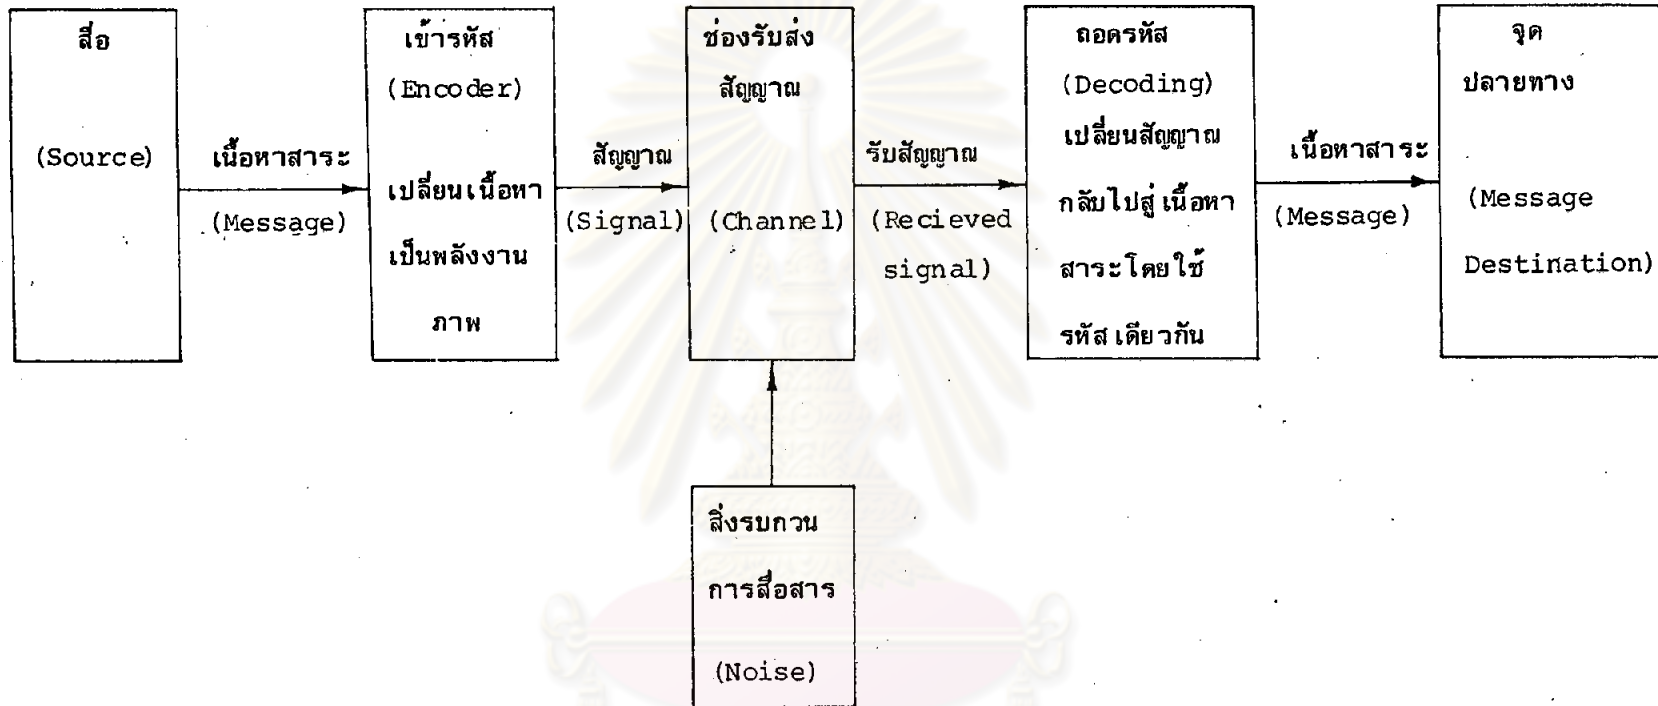 สื่อ
(Source)
เนื้อหาสาระ
(Message)
เข้ารหัส
(Encoder)
เปลี่ยนเนื้อหา
เป็นพลังงาน
ภาพ
สัญญาณ
(Signal)
ช่องรับส่ง
สัญญาณ
(Channel)
รับสัญญาณ
(Recieved
signal)
ถอดรหัส
(Decoding)
เปลี่ยนสัญญาณ
กลับไปสู่เนื้อหา
สาระโดยใช้
รหัสเดียวกัน
เนื้อหาสาระ
(Message)
จุด
ปลายทาง
(Message
Destination)
สิ่งรบกวน
การสื่อสาร
(Noise)